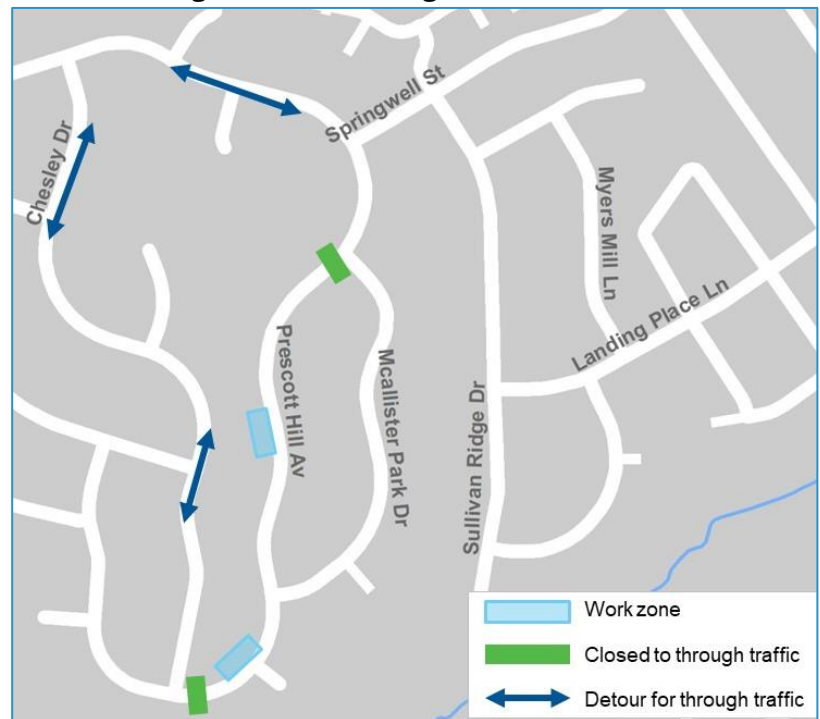 Springwell St
Chesley Dr
Myers Mill Ln
Landing Place Ln
Prescott Hill Av
Mcallister Park Dr
Sullivan Ridge Dr
Work zone
Closed to through traffic
Detour for through traffic